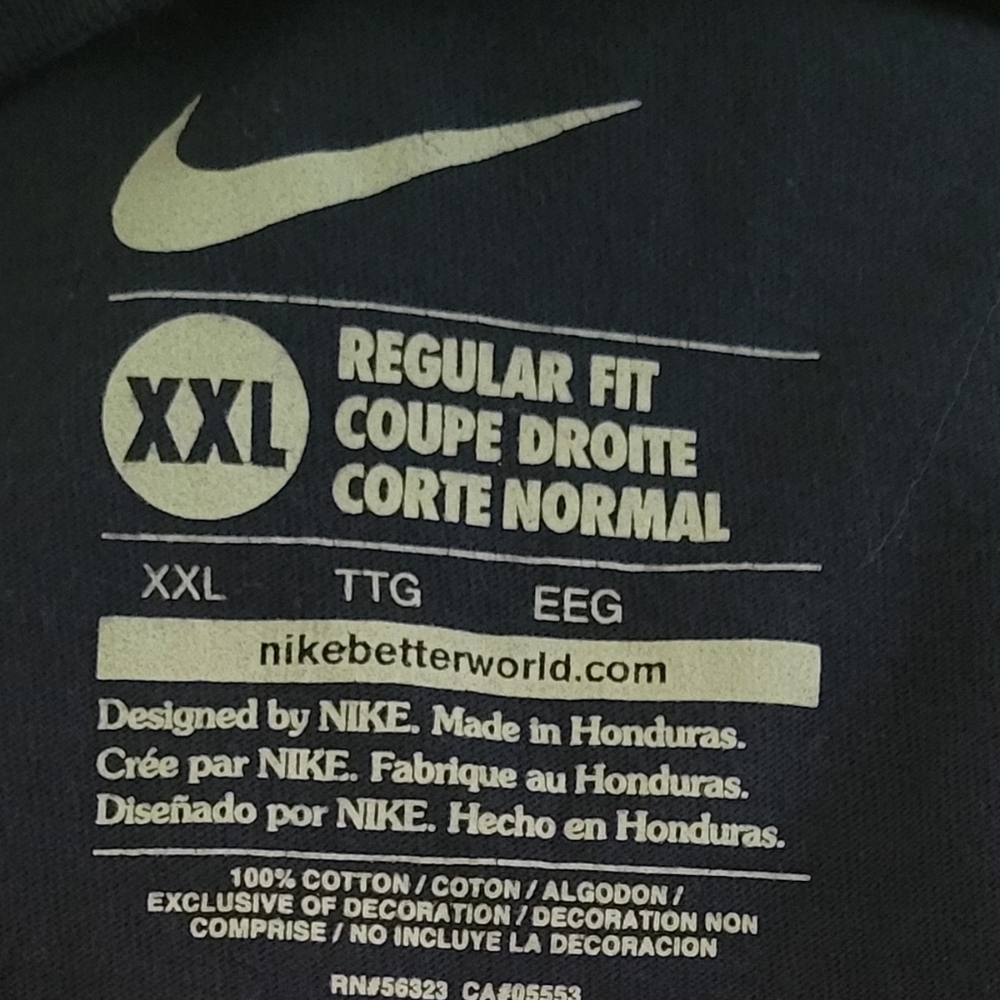 XXL
REGULAR FIT
COUPE DROITE
CORTE NORMAL
XXL TTG EEG
nikebetterworld.com
Designed by NIKE. Made in Honduras.
Crée par NIKE. Fabrique au Honduras.
Diseñado por NIKE. Hecho en Honduras.
100% COTTON / COTON / ALGODON /
EXCLUSIVE OF DECORATION / DECORATION NON
COMPRISE / NO INCLUYE LA DECORACION
RN#56323 CA#05553